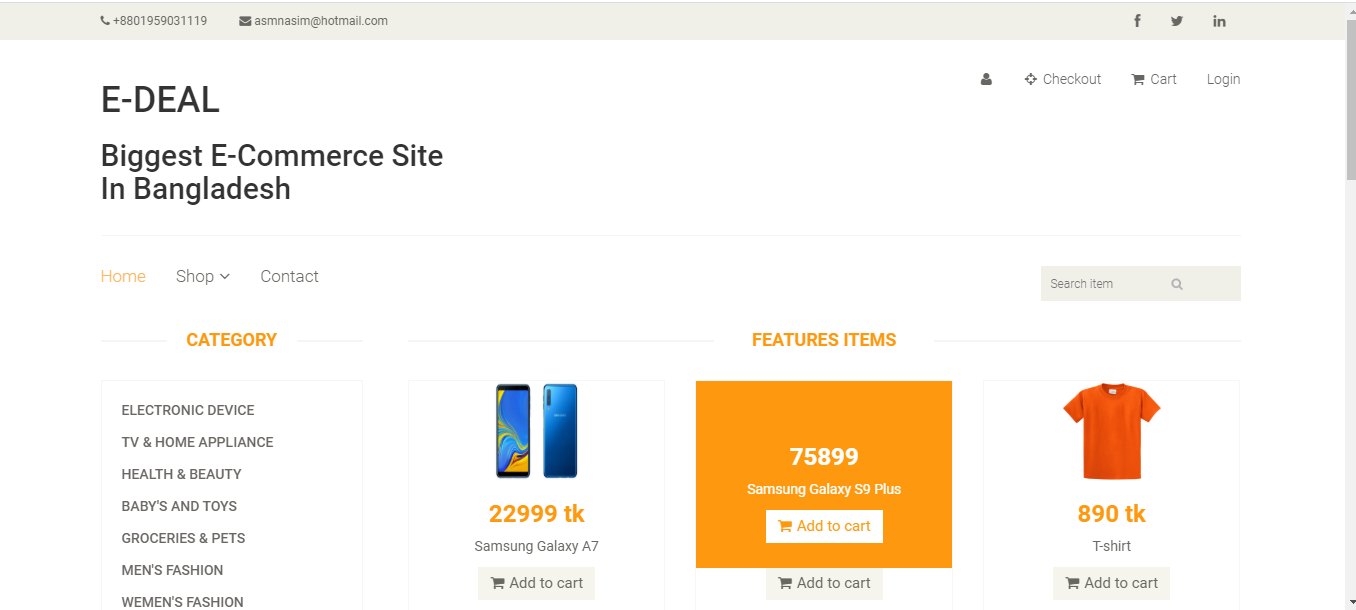 +8801959031119 asmnasim@hotmail.com
Checkout Cart Login
E-DEAL
Biggest E-Commerce Site
In Bangladesh
Home Shop Contact
Search item
CATEGORY
ELECTRONIC DEVICE
TV & HOME APPLIANCE
HEALTH & BEAUTY
BABY'S AND TOYS
GROCERIES & PETS
MEN'S FASHION
WEMEN'S FASHION
FEATURES ITEMS
22999 tk
Samsung Galaxy A7
Add to cart
75899
Samsung Galaxy S9 Plus
Add to cart
Add to cart
890 tk
T-shirt
Add to cart